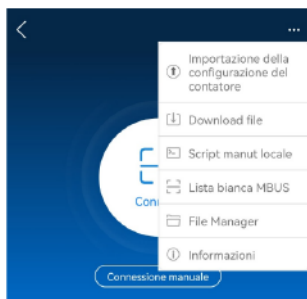 Importazione della
configurazione del
contatore
Download file
Script manut locale
Lista bianca MBUS
Conn
File Manager
Informazioni
Connessione manuale